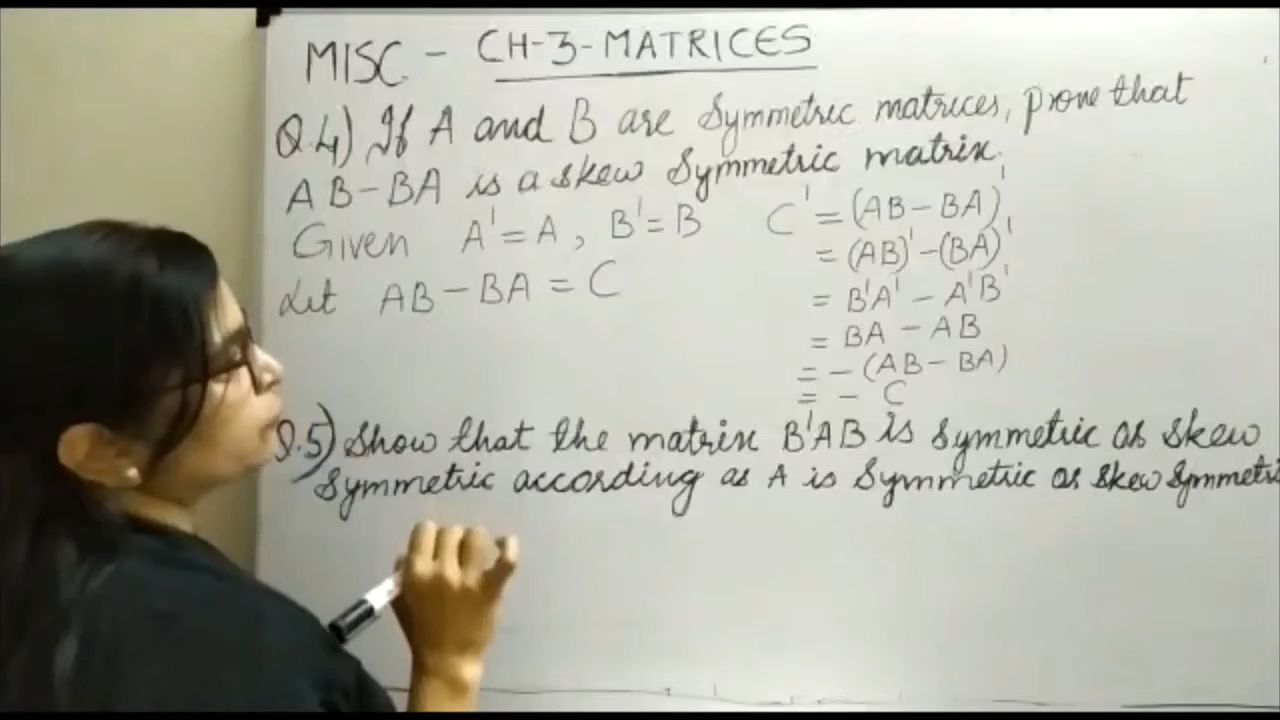 MISC - CH-3-MATRICES
Q.4) If A and B are Symmetric matrices, prove that
AB-BA is a skew Symmetric matrix.
Given A'=A, B'=B
Let AB-BA=C
C'=(AB-BA)'
=(AB)'-(BA)'
=B'A'-A'B'
=BA-AB
=-(AB-BA)
=-C
Q.5) Show that the matrix B'AB is Symmetric or skew
Symmetric according as A is Symmetric or skew Symmetri